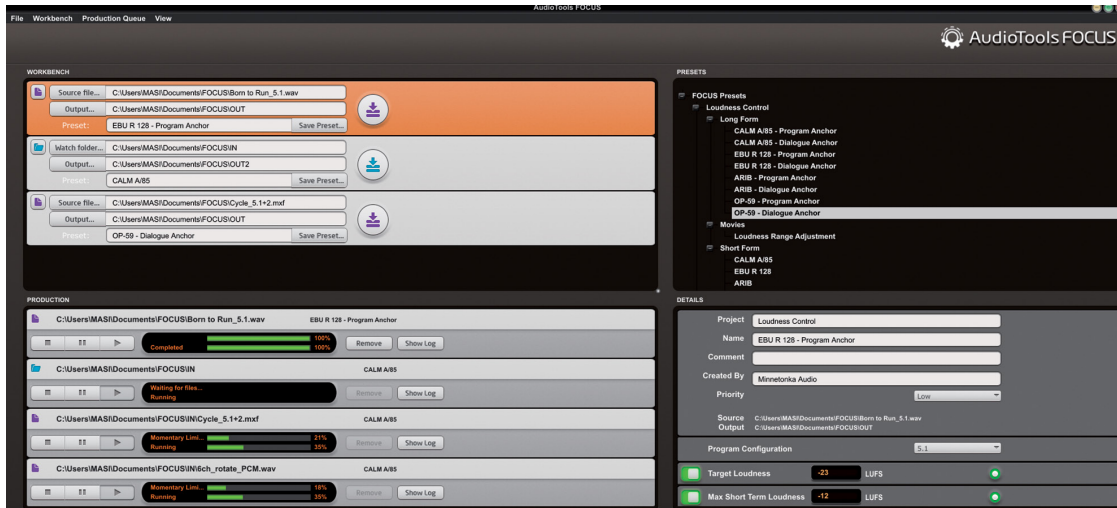 AudioTools FOCUS
File Workbench Production Queue View
AudioTools FOCUS
WORKBENCH
Source file... C:\Users\MASI\Documents\FOCUS\Born to Run_5.1.wav
Output... C:\Users\MASI\Documents\FOCUS\OUT
Preset: EBU R 128 - Program Anchor Save Preset...
Watch folder... C:\Users\MASI\Documents\FOCUS\IN
Output... C:\Users\MASI\Documents\FOCUS\OUT2
Preset: CALM A/85 Save Preset...
Source file... C:\Users\MASI\Documents\FOCUS\Cycle_5.1+2.mxf
Output... C:\Users\MASI\Documents\FOCUS\OUT
Preset: OP-59 - Dialogue Anchor Save Preset...
PRESETS
FOCUS Presets
Loudness Control
Long Form
CALM A/85 - Program Anchor
CALM A/85 - Dialogue Anchor
EBU R 128 - Program Anchor
EBU R 128 - Dialogue Anchor
ARIB - Program Anchor
ARIB - Dialogue Anchor
OP-59 - Program Anchor
OP-59 - Dialogue Anchor
Movies
Loudness Range Adjustment
Short Form
CALM A/85
EBU R 128
ARIB
PRODUCTION
C:\Users\MASI\Documents\FOCUS\Born to Run_5.1.wav EBU R 128 - Program Anchor
100%
Completed 100% Remove Show Log
C:\Users\MASI\Documents\FOCUS\IN CALM A/85
Waiting for files...
Running Remove Show Log
C:\Users\MASI\Documents\FOCUS\IN\Cycle_5.1+2.mxf CALM A/85
Momentary Limi... 21%
Running 35% Remove Show Log
C:\Users\MASI\Documents\FOCUS\IN\6ch_rotate_PCM.wav CALM A/85
Momentary Limi... 18%
Running 35% Remove Show Log
DETAILS
Project Loudness Control
Name EBU R 128 - Program Anchor
Comment
Created By Minnetonka Audio
Priority Low
Source C:\Users\MASI\Documents\FOCUS\Born to Run_5.1.wav
Output C:\Users\MASI\Documents\FOCUS\OUT
Program Configuration 5.1
Target Loudness -23 LUFS
Max Short Term Loudness -12 LUFS